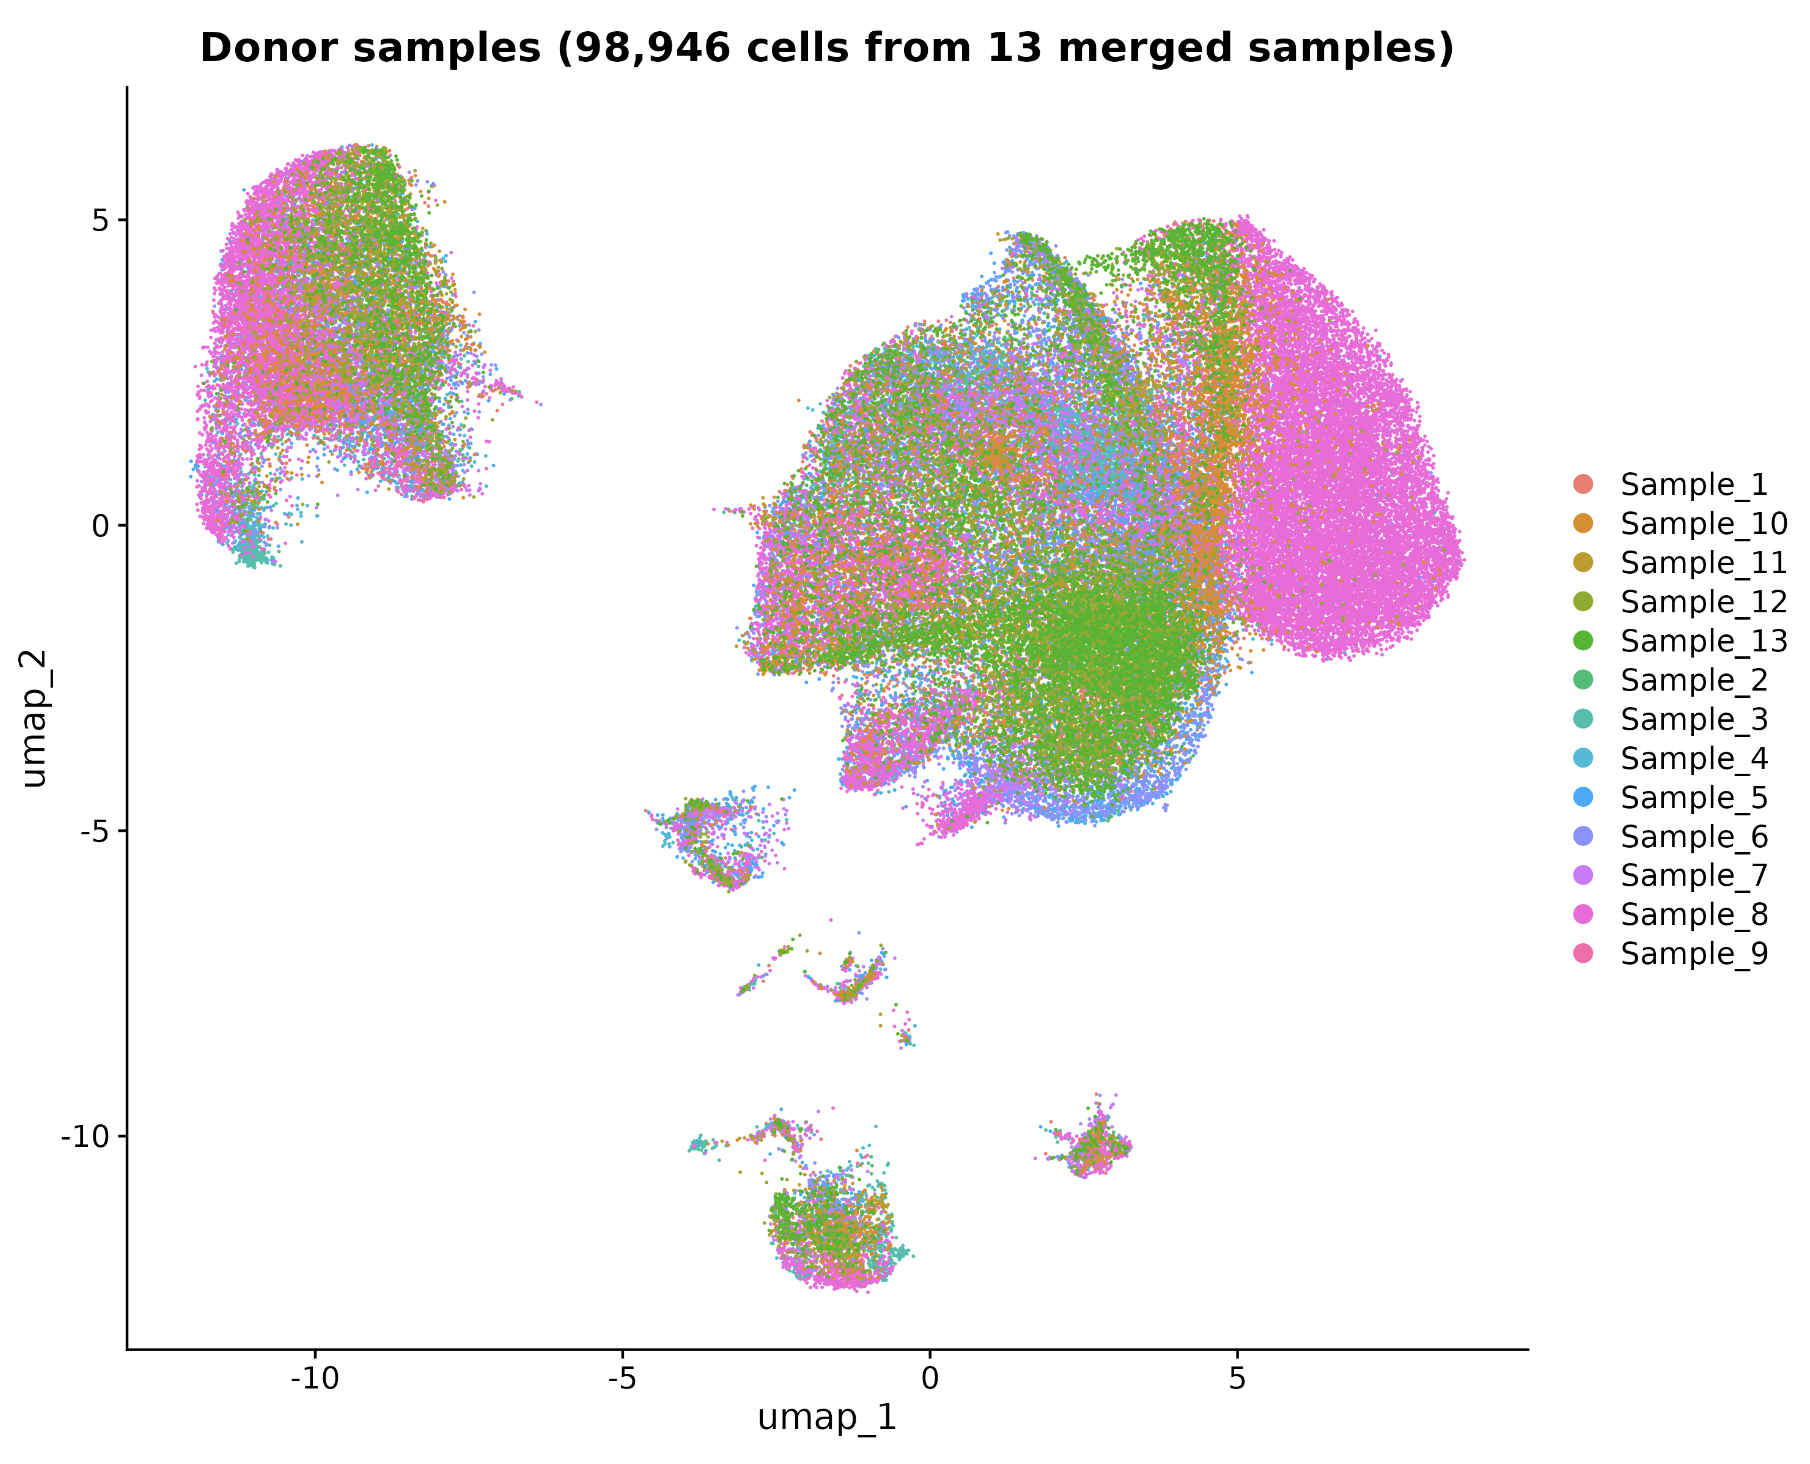 Donor samples (98,946 cells from 13 merged samples)
5
0
-5
-10
umap_2
-10
-5
0
5
umap_1
Sample_1
Sample_10
Sample_11
Sample_12
Sample_13
Sample_2
Sample_3
Sample_4
Sample_5
Sample_6
Sample_7
Sample_8
Sample_9